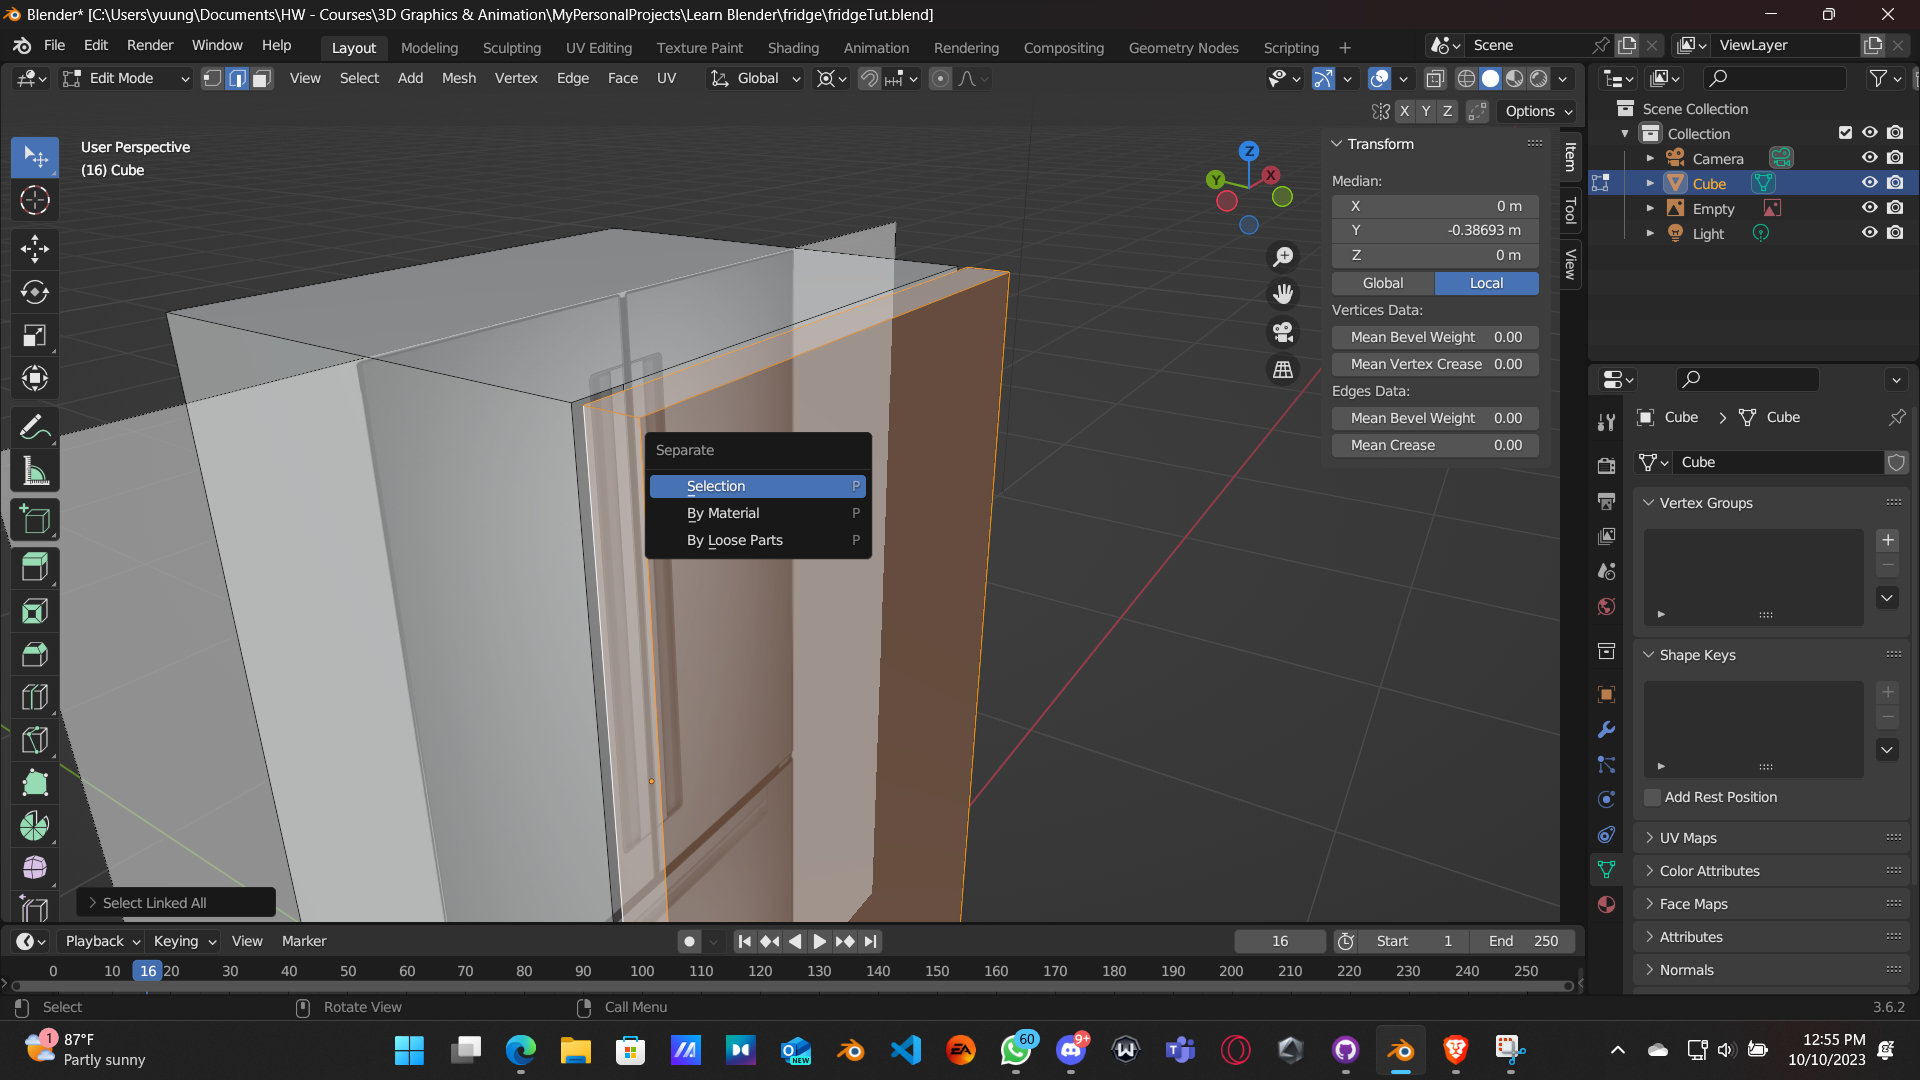 Blender* [C:\Users\yuung\Documents\HW - Courses\3D Graphics & Animation\MyPersonalProjects\Learn Blender\fridge\fridgeTut.blend]
File Edit Render Window Help Layout Modeling Sculpting UV Editing Texture Paint Shading Animation Rendering Compositing Geometry Nodes Scripting + Scene ViewLayer
Edit Mode View Select Add Mesh Vertex Edge Face UV Global
X Y Z Options
User Perspective
(16) Cube
Z
Y
X
Transform
Median:
X 0 m
Y -0.38693 m
Z 0 m
Global Local
Vertices Data:
Mean Bevel Weight 0.00
Mean Vertex Crease 0.00
Edges Data:
Mean Bevel Weight 0.00
Mean Crease 0.00
Item
Tool
View
Separate
Selection P
By Material P
By Loose Parts P
Select Linked All
Scene Collection
Collection
Camera
Cube
Empty
Light
Cube > Cube
Cube
Vertex Groups
Shape Keys
Add Rest Position
UV Maps
Color Attributes
Face Maps
Attributes
Normals
Playback Keying View Marker 16 Start 1 End 250
0 10 16 20 30 40 50 60 70 80 90 100 110 120 130 140 150 160 170 180 190 200 210 220 230 240 250
Select Rotate View Call Menu 3.6.2
1
87°F
Partly sunny
NEW
EA
60
9+
12:55 PM
10/10/2023